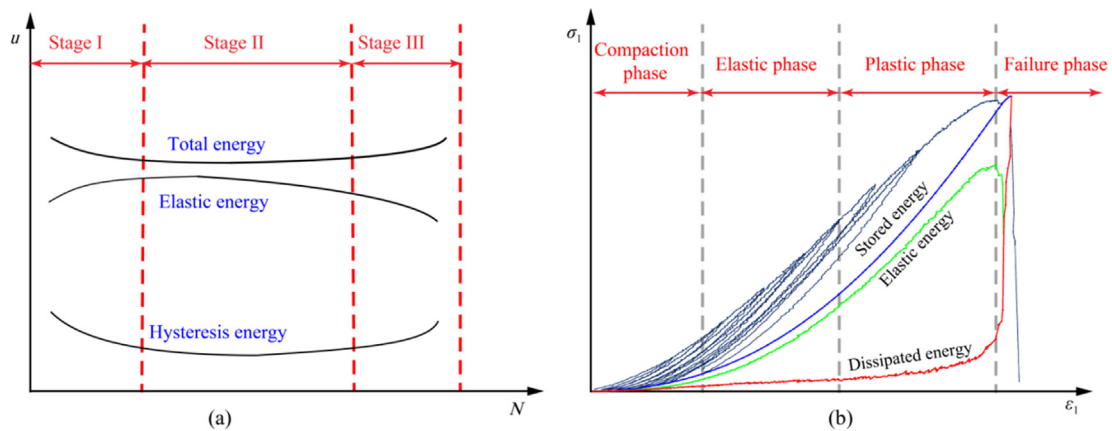 u
Stage I
Stage II
Stage III
Total energy
Elastic energy
Hysteresis energy
N
(a)
σ1
Compaction
phase
Elastic phase
Plastic phase
Failure phase
Stored energy
Elastic energy
Dissipated energy
ε1
(b)